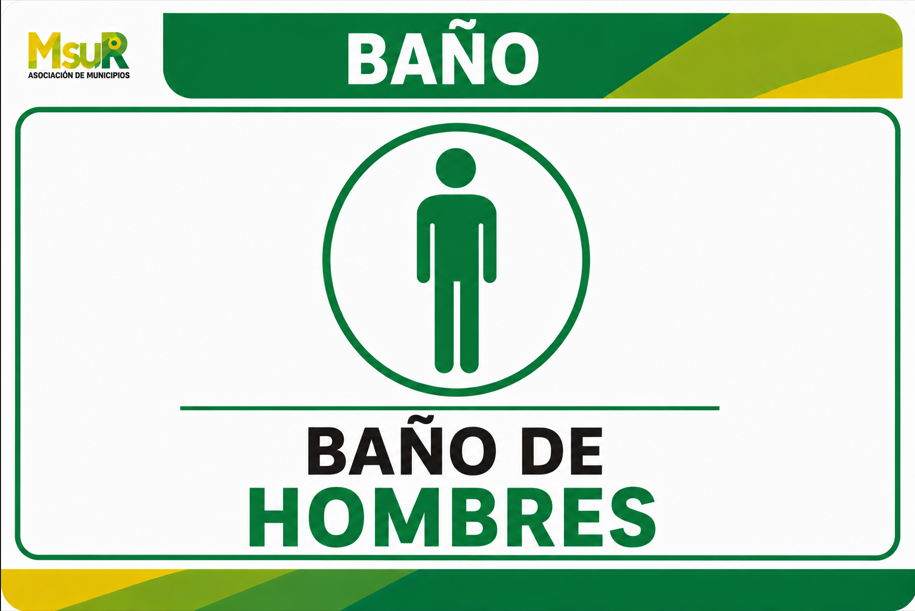 MsuR
ASOCIACIÓN DE MUNICIPIOS
BAÑO
BAÑO DE
HOMBRES